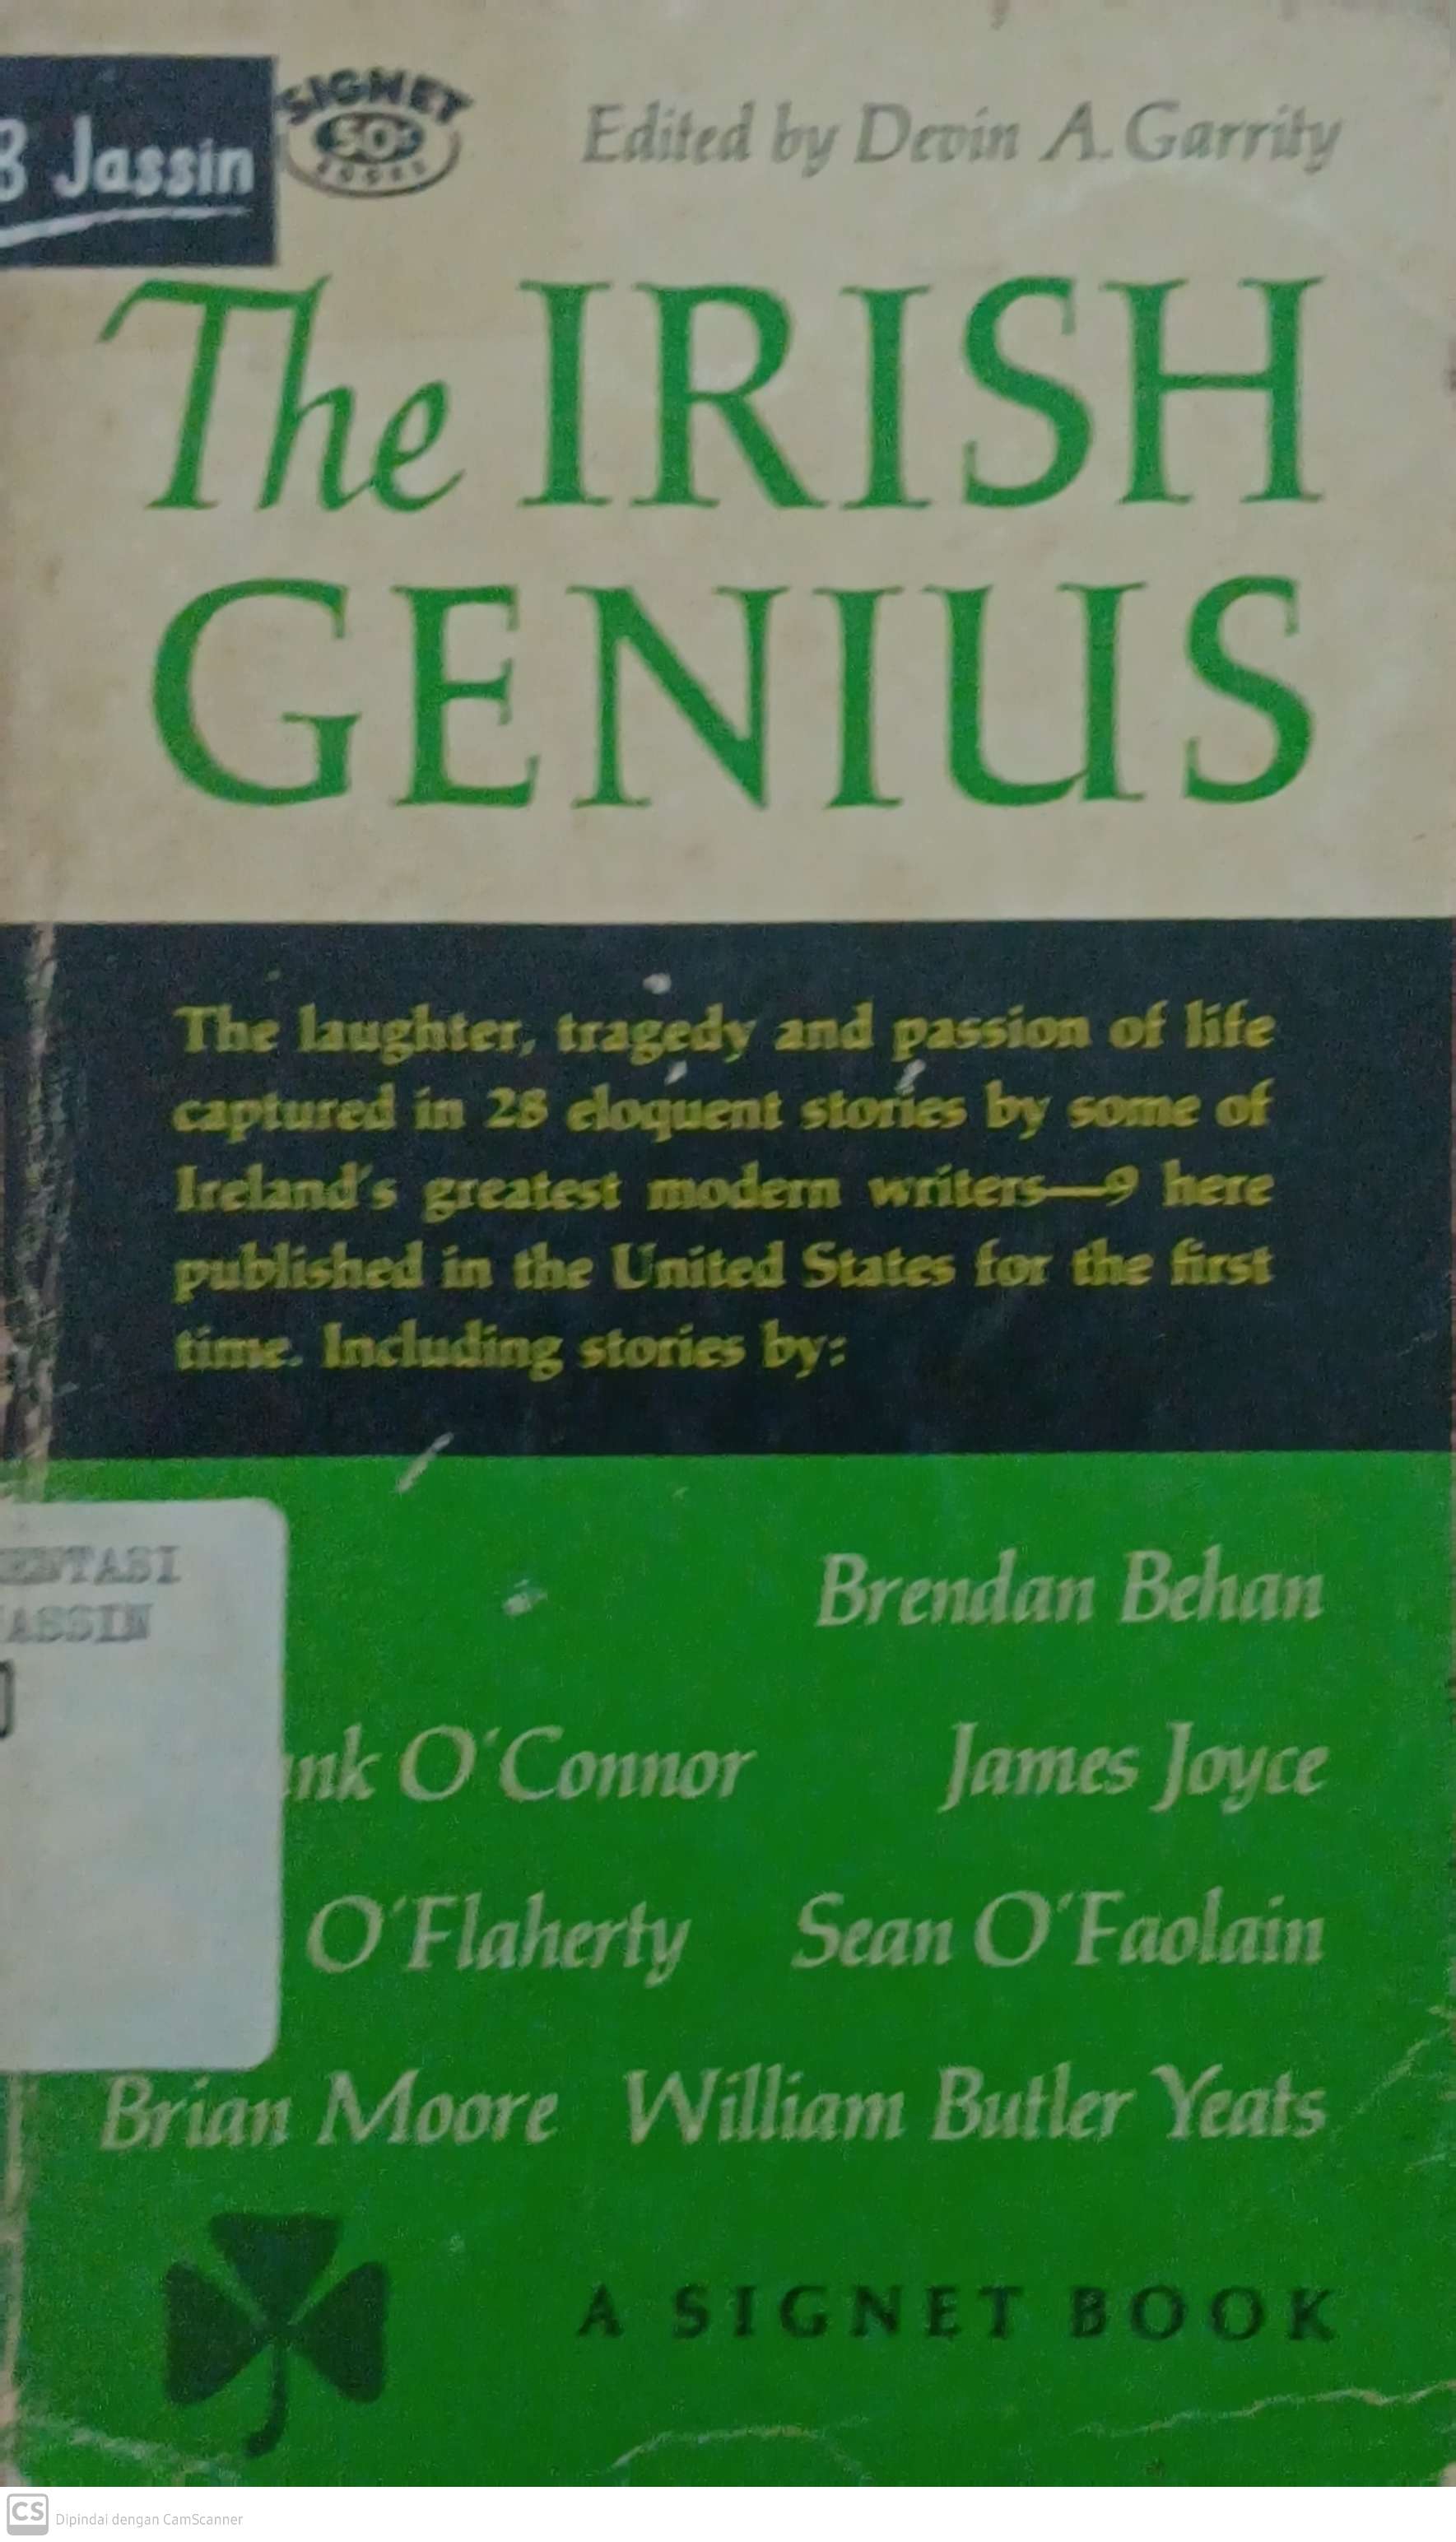 B Jassin
SIGNET
50¢
BOOKS
Edited by Devin A. Garrity
The IRISH
GENIUS
The laughter, tragedy and passion of life
captured in 28 eloquent stories by some of
Ireland's greatest modern writers—9 here
published in the United States for the first
time. Including stories by:
ENTASI
ASSIN
Brendan Behan
nk O'Connor
James Joyce
O'Flaherty
Sean O'Faolain
Brian Moore
William Butler Yeats
A SIGNET BOOK
CS
Dipindai dengan CamScanner